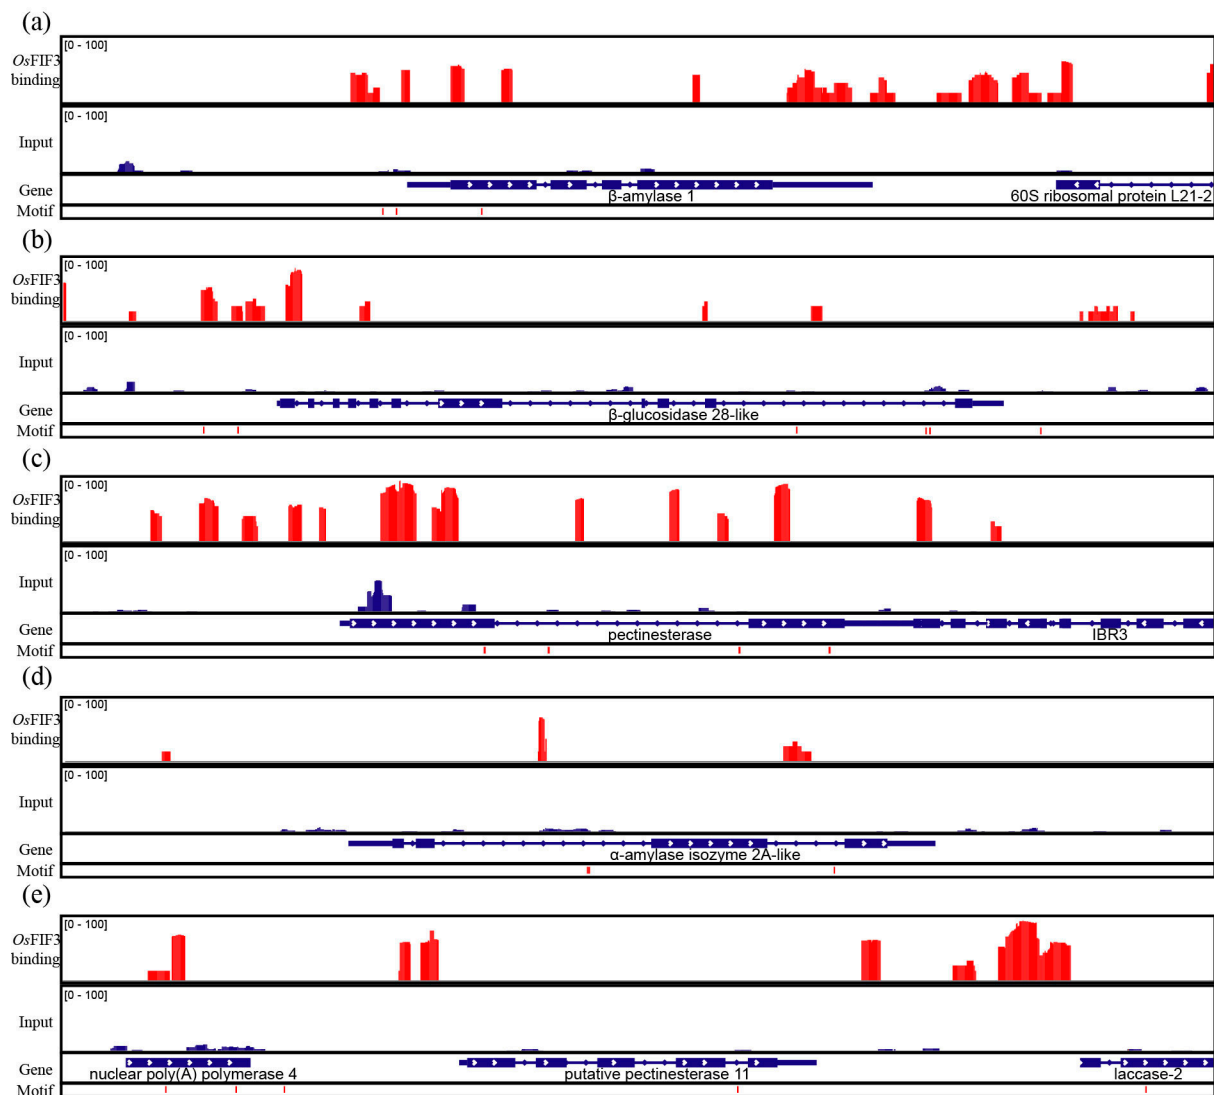 (a)
[0 - 100]
OsFIF3
binding
[0 - 100]
Input
Gene
β-amylase 1 60S ribosomal protein L21-2
Motif
(b)
[0 - 100]
OsFIF3
binding
[0 - 100]
Input
Gene
β-glucosidase 28-like
Motif
(c)
[0 - 100]
OsFIF3
binding
[0 - 100]
Input
Gene
pectinesterase IBR3
Motif
(d)
[0 - 100]
OsFIF3
binding
[0 - 100]
Input
Gene
α-amylase isozyme 2A-like
Motif
(e)
[0 - 100]
OsFIF3
binding
[0 - 100]
Input
Gene
nuclear poly(A) polymerase 4 putative pectinesterase 11 laccase-2
Motif